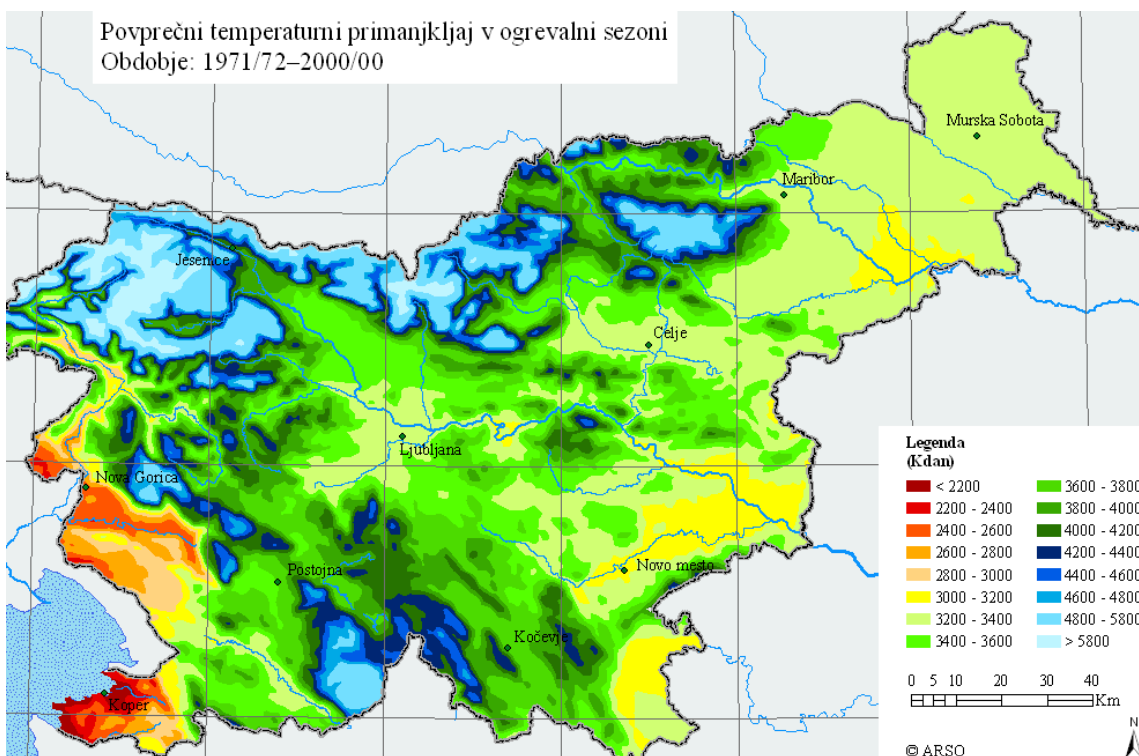 Povprečni temperaturni primanjkljaj v ogrevalni sezoni
Obdobje: 1971/72–2000/00
Murska Sobota
Maribor
Jesenice
Celje
Ljubljana
Nova Gorica
Postojna
Novo mesto
Kočevje
Koper
Legenda
(Kdan)
< 2200
2200 - 2400
2400 - 2600
2600 - 2800
2800 - 3000
3000 - 3200
3200 - 3400
3400 - 3600
3600 - 3800
3800 - 4000
4000 - 4200
4200 - 4400
4400 - 4600
4600 - 4800
4800 - 5800
> 5800
0 5 10 20 30 40
Km
N
© ARSO